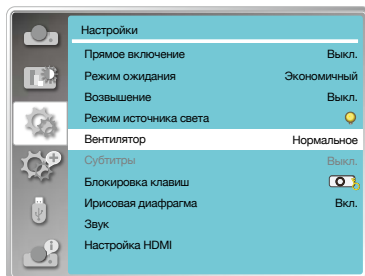 Настройки
Прямое включение Выкл.
Режим ожидания Экономичный
Возвышение Выкл.
Режим источника света
Вентилятор Нормальное
Субтитры Выкл.
Блокировка клавиш
Ирисовая диафрагма Вкл.
Звук
Настройка HDMI